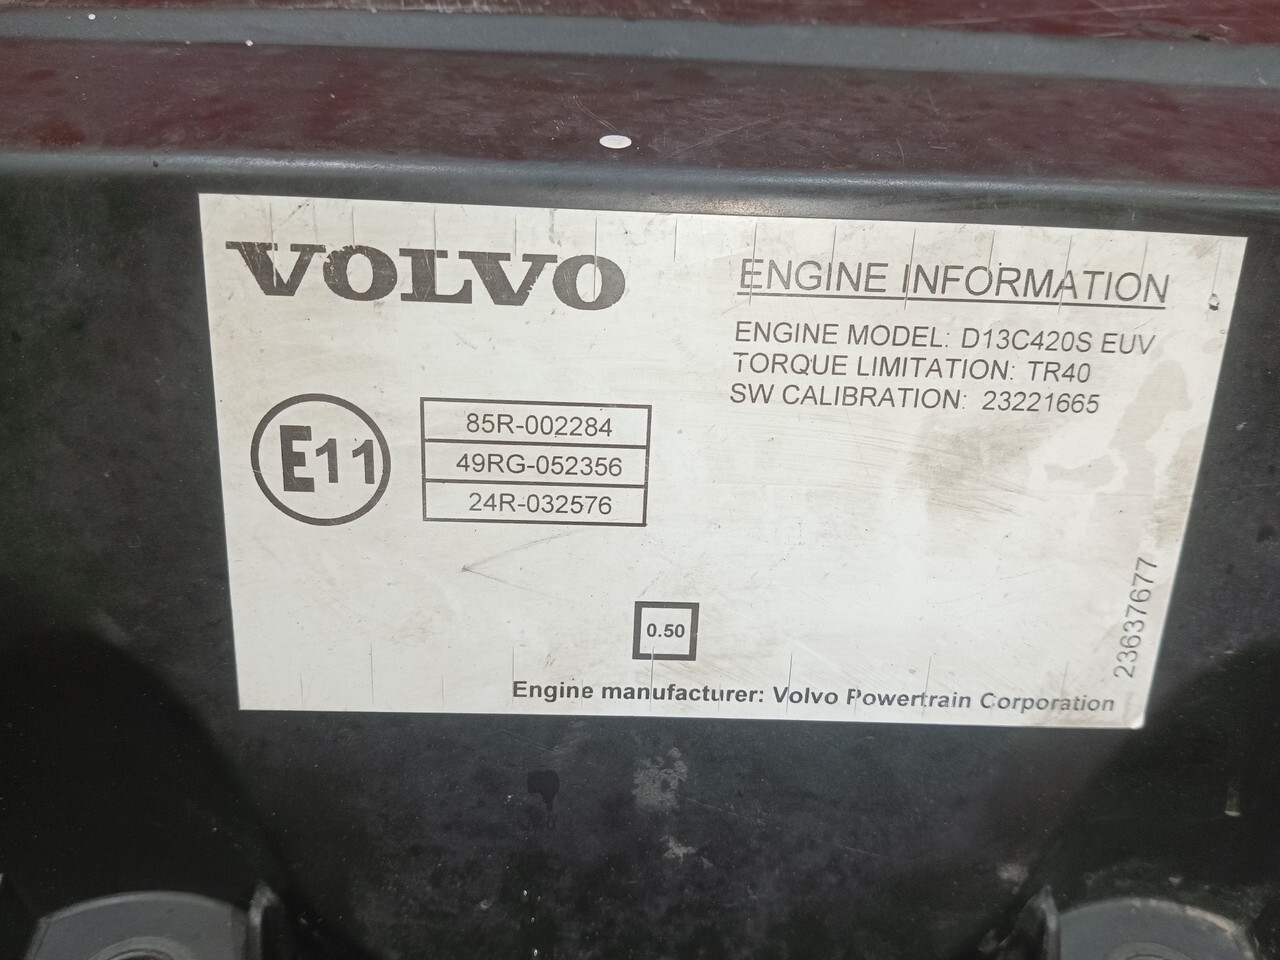 VOLVO
ENGINE INFORMATION
ENGINE MODEL: D13C420S EUV
TORQUE LIMITATION: TR40
SW CALIBRATION: 23221665
E11
85R-002284
49RG-052356
24R-032576
0.50
23637677
Engine manufacturer: Volvo Powertrain Corporation